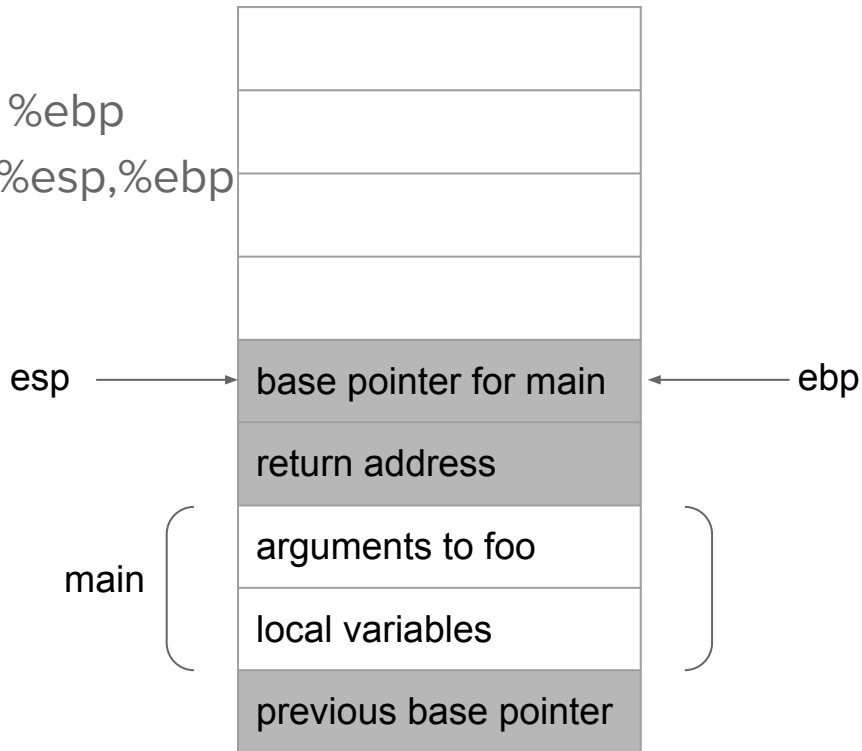 %ebp
%esp,%ebp
esp
base pointer for main
ebp
return address
arguments to foo
main
local variables
previous base pointer